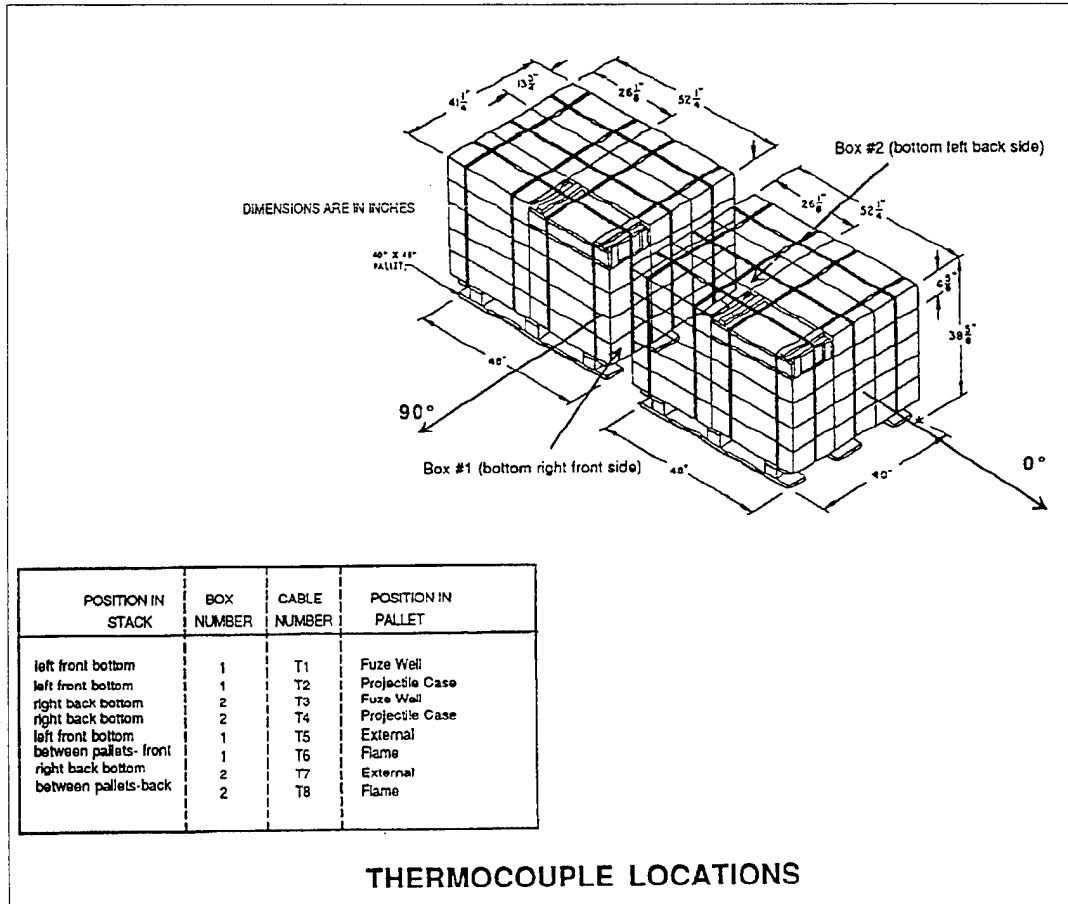 13 3/4"
41 1/4"
26 1/8"
52 1/4"
Box #2 (bottom left back side)
26 1/8"
52 1/4"
DIMENSIONS ARE IN INCHES
PALLET
38 5/8"
48"
90°
Box #1 (bottom right front side)
48"
40"
0°
POSITION IN STACK
BOX NUMBER
CABLE NUMBER
POSITION IN PALLET
left front bottom 1 T1 Fuze Well
left front bottom 1 T2 Projectile Case
right back bottom 2 T3 Fuze Well
right back bottom 2 T4 Projectile Case
left front bottom 1 T5 External
between pallets- front 1 T6 Flame
right back bottom 2 T7 External
between pallets-back 2 T8 Flame
THERMOCOUPLE LOCATIONS